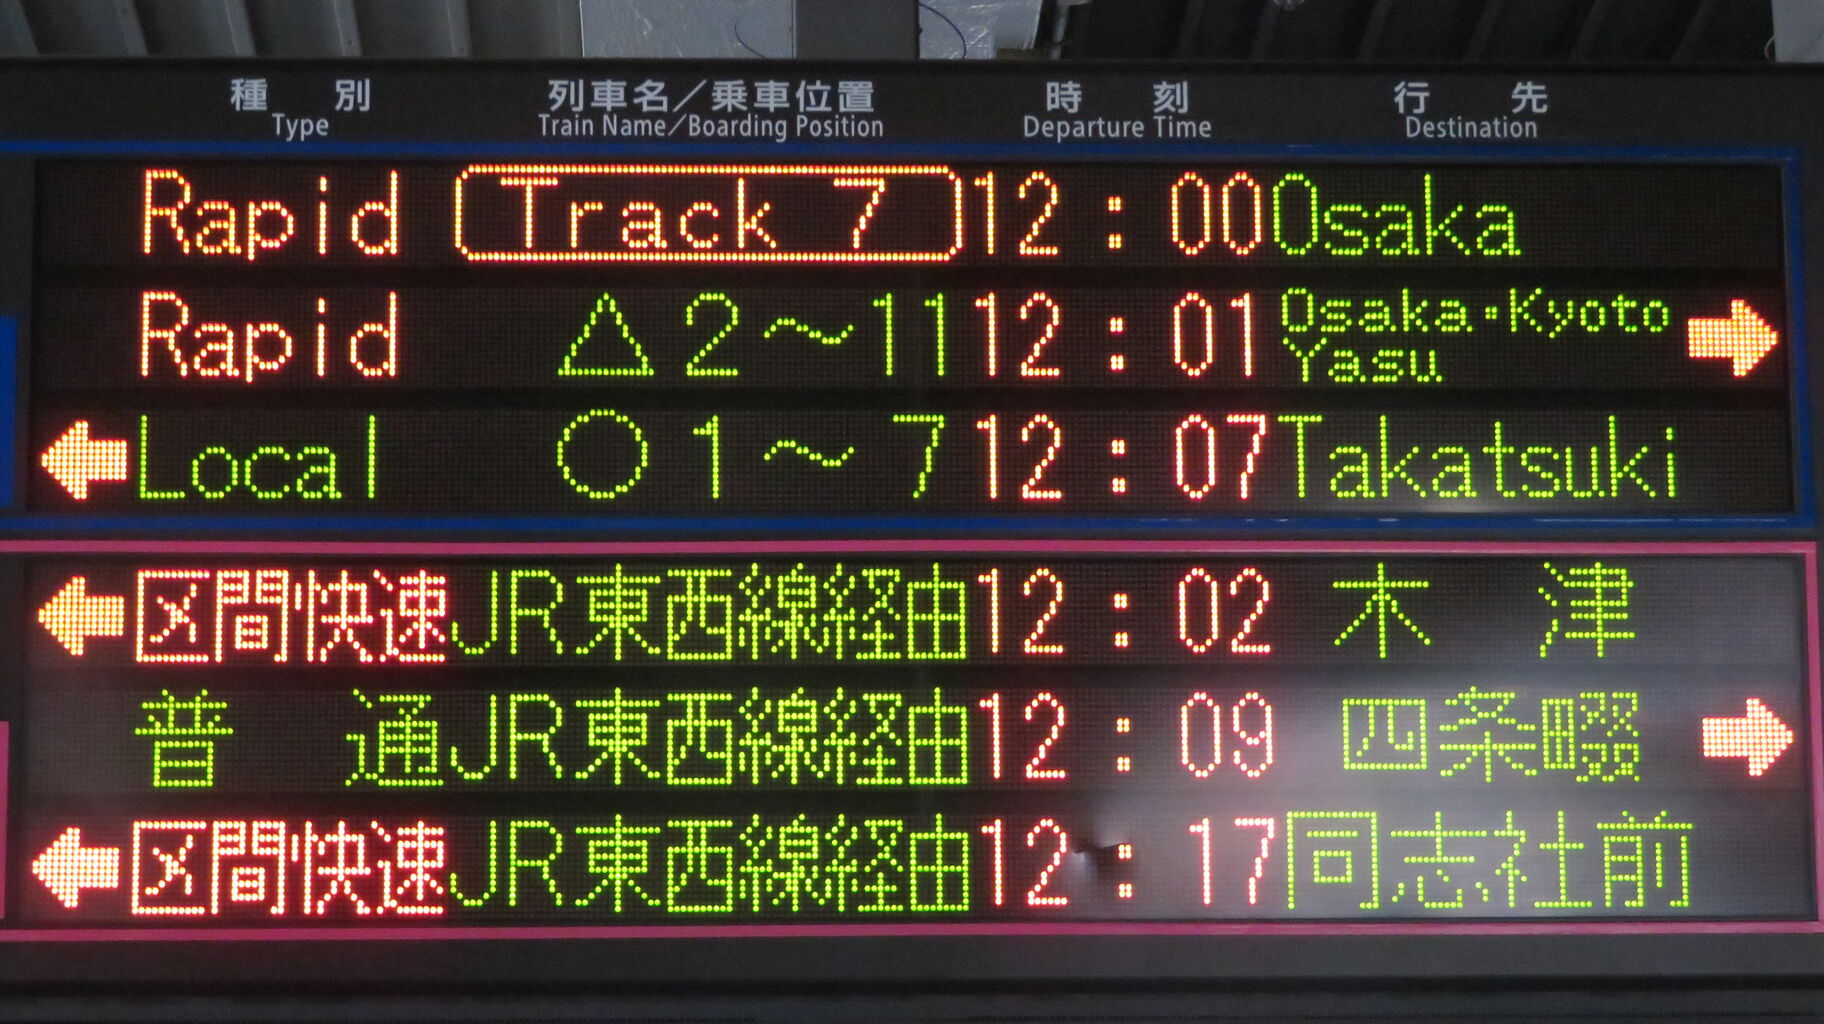 種別 列車名／乗車位置 時刻 行先
Type Train Name／Boarding Position Departure Time Destination
Rapid Track 7 12:00 Osaka
Rapid △ 2～11 12:01 Osaka・Kyoto
Yasu
Local ○ 1～7 12:07 Takatsuki
区間快速 JR東西線経由 12:02 木津
普通 JR東西線経由 12:09 四条畷
区間快速 JR東西線経由 12:17 同志社前